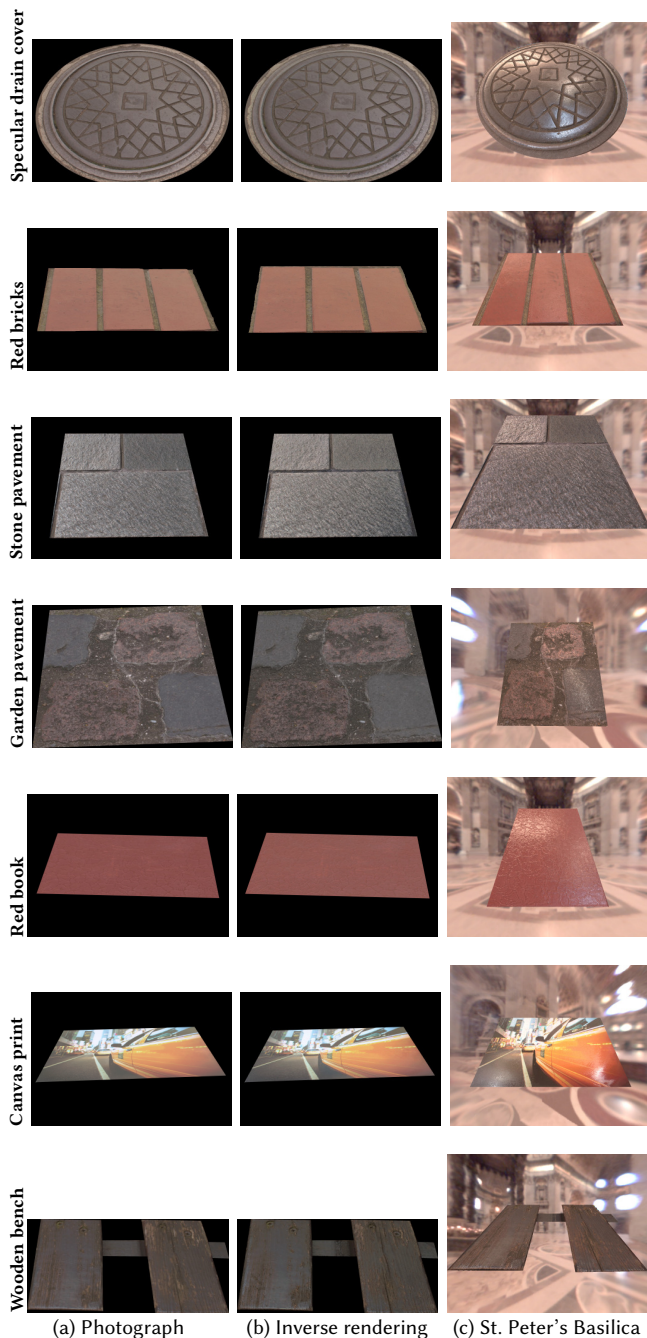 Specular drain cover
Red bricks
Stone pavement
Garden pavement
Red book
Canvas print
Wooden bench
(a) Photograph
(b) Inverse rendering
(c) St. Peter's Basilica